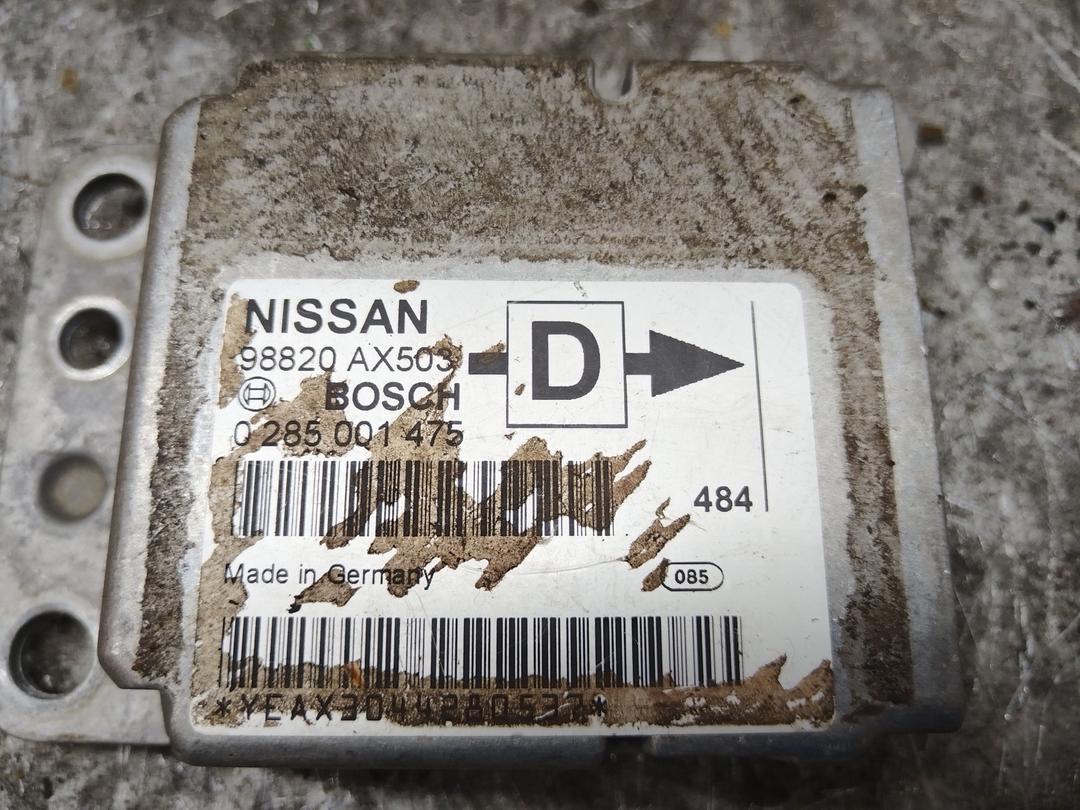 NISSAN
98820 AX503
D
BOSCH
0 285 001 475
484
Made in Germany
085